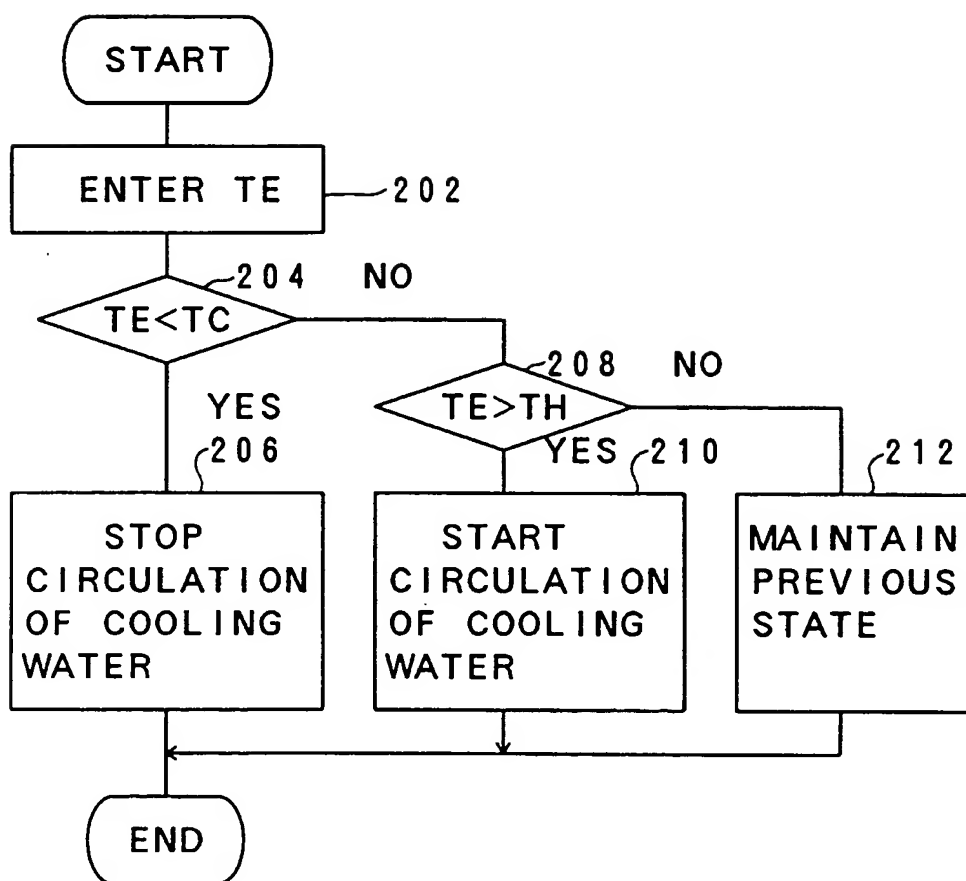 START
ENTER TE
202
204
NO
TE<TC
208
NO
TE>TH
YES
206
YES
210
212
STOP
CIRCULATION
OF COOLING
WATER
START
CIRCULATION
OF COOLING
WATER
MAINTAIN
PREVIOUS
STATE
END